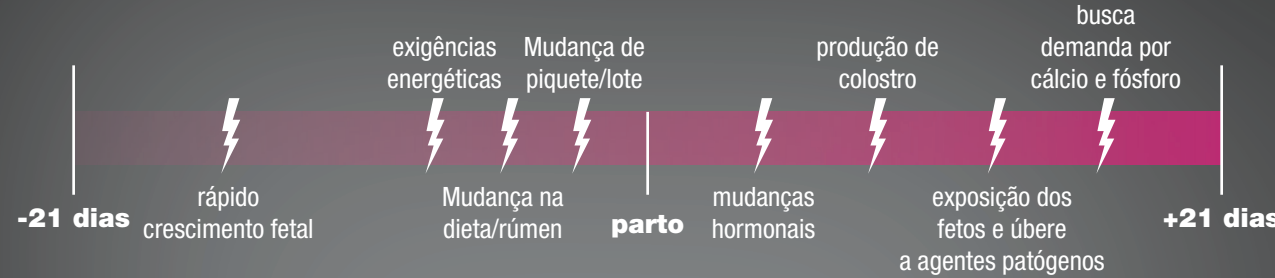 exigências
energéticas
Mudança de
piquete/lote
produção de
colostro
busca
demanda por
cálcio e fósforo
-21 dias
rápido
crescimento fetal
Mudança na
dieta/rúmen
parto
mudanças
hormonais
exposição dos
fetos e úbere
a agentes patógenos
+21 dias